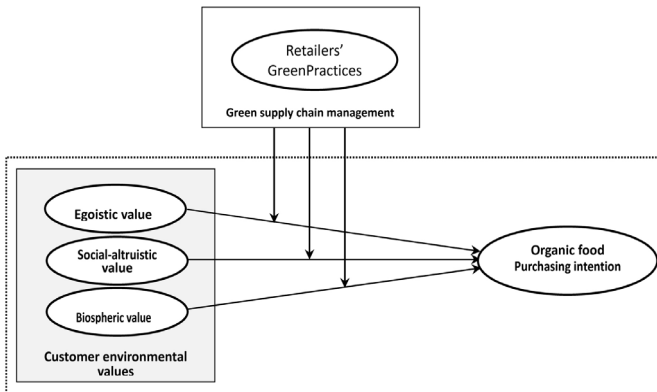 Retailers'
GreenPractices
Green supply chain management
Egoistic value
Social-altruistic
value
Biospheric value
Customer environmental
values
Organic food
Purchasing intention